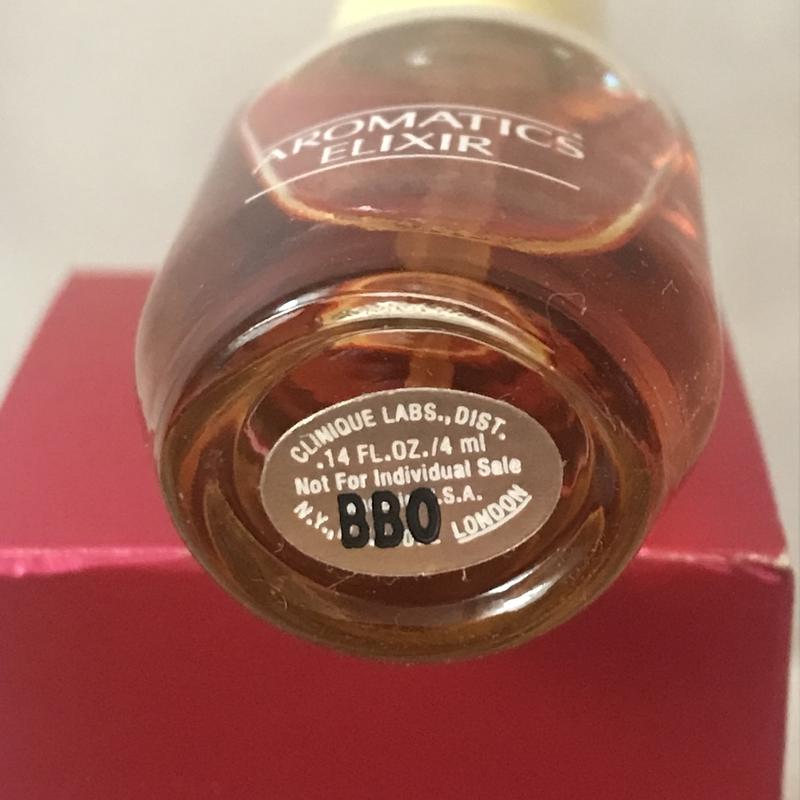 AROMATICS
ELIXIR
CLINIQUE LABS., DIST.
.14 FL.OZ./4 ml
Not For Individual Sale
.S.A.
N.Y., LONDON
BBO